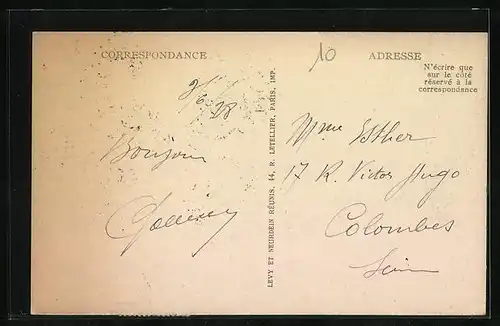 CORRESPONDANCE
10
ADRESSE
N'écrire que
sur le côté
réservé à la
correspondance
Bonjour
LEVY ET NEURDEIN RÉUNIS, 44, R. LETELLIER, PARIS, IMP.
Mme Esther
17 R. Victor Hugo
Colombes
Seine